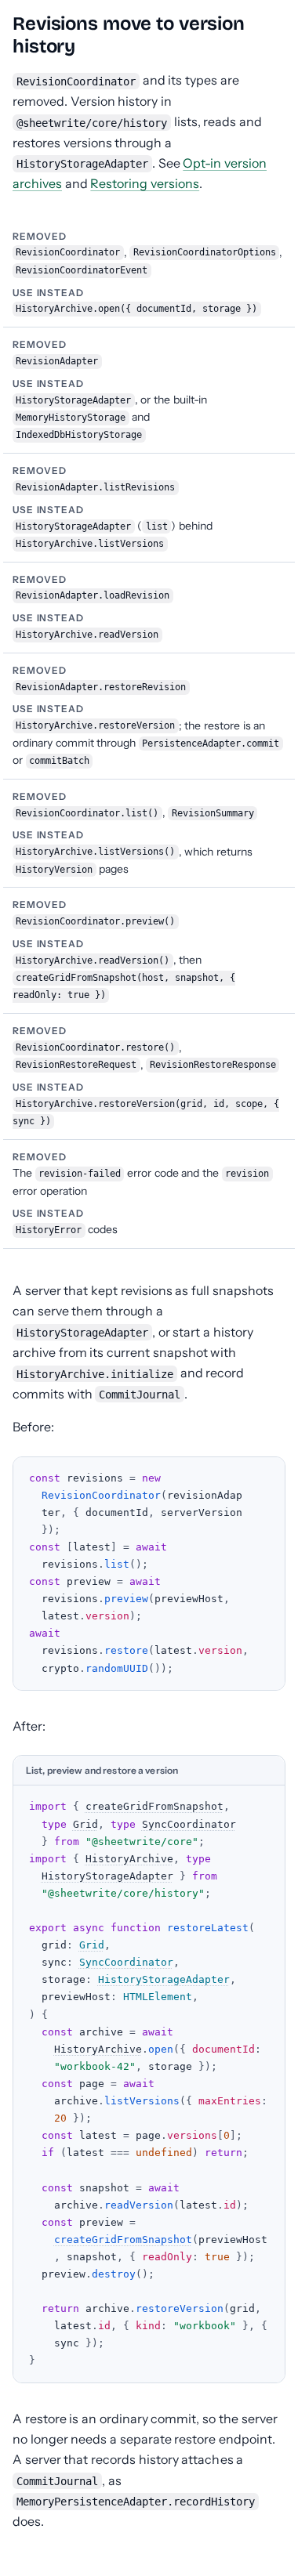 Revisions move to version
history
RevisionCoordinator and its types are
removed. Version history in
@sheetwrite/core/history lists, reads and
restores versions through a
HistoryStorageAdapter. See Opt-in version
archives and Restoring versions.
REMOVED
RevisionCoordinator, RevisionCoordinatorOptions,
RevisionCoordinatorEvent
USE INSTEAD
HistoryArchive.open({ documentId, storage })
REMOVED
RevisionAdapter
USE INSTEAD
HistoryStorageAdapter, or the built-in
MemoryHistoryStorage and
IndexedDbHistoryStorage
REMOVED
RevisionAdapter.listRevisions
USE INSTEAD
HistoryStorageAdapter (list) behind
HistoryArchive.listVersions
REMOVED
RevisionAdapter.loadRevision
USE INSTEAD
HistoryArchive.readVersion
REMOVED
RevisionAdapter.restoreRevision
USE INSTEAD
HistoryArchive.restoreVersion; the restore is an
ordinary commit through PersistenceAdapter.commit
or commitBatch
REMOVED
RevisionCoordinator.list(), RevisionSummary
USE INSTEAD
HistoryArchive.listVersions(), which returns
HistoryVersion pages
REMOVED
RevisionCoordinator.preview()
USE INSTEAD
HistoryArchive.readVersion(), then
createGridFromSnapshot(host, snapshot, {
readOnly: true })
REMOVED
RevisionCoordinator.restore(),
RevisionRestoreRequest, RevisionRestoreResponse
USE INSTEAD
HistoryArchive.restoreVersion(grid, id, scope, {
sync })
REMOVED
The revision-failed error code and the revision
error operation
USE INSTEAD
HistoryError codes
A server that kept revisions as full snapshots
can serve them through a
HistoryStorageAdapter, or start a history
archive from its current snapshot with
HistoryArchive.initialize and record
commits with CommitJournal.
Before:
const revisions = new
RevisionCoordinator(revisionAdap
ter, { documentId, serverVersion
});
const [latest] = await
revisions.list();
const preview = await
revisions.preview(previewHost,
latest.version);
await
revisions.restore(latest.version,
crypto.randomUUID());
After:
List, preview and restore a version
import { createGridFromSnapshot,
type Grid, type SyncCoordinator
} from "@sheetwrite/core";
import { HistoryArchive, type
HistoryStorageAdapter } from
"@sheetwrite/core/history";
export async function restoreLatest(
grid: Grid,
sync: SyncCoordinator,
storage: HistoryStorageAdapter,
previewHost: HTMLElement,
) {
const archive = await
HistoryArchive.open({ documentId:
"workbook-42", storage });
const page = await
archive.listVersions({ maxEntries:
20 });
const latest = page.versions[0];
if (latest === undefined) return;
const snapshot = await
archive.readVersion(latest.id);
const preview =
createGridFromSnapshot(previewHost
, snapshot, { readOnly: true });
preview.destroy();
return archive.restoreVersion(grid,
latest.id, { kind: "workbook" }, {
sync });
}
A restore is an ordinary commit, so the server
no longer needs a separate restore endpoint.
A server that records history attaches a
CommitJournal, as
MemoryPersistenceAdapter.recordHistory
does.